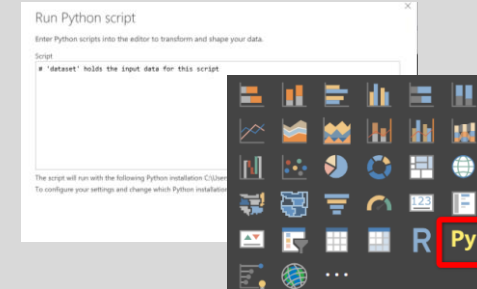 Run Python script
Enter Python scripts into the editor to transform and shape your data.
Script
# 'dataset' holds the input data for this script
The script will run with the following Python installation C:\User
To configure your settings and change which Python installation
123
R
Py